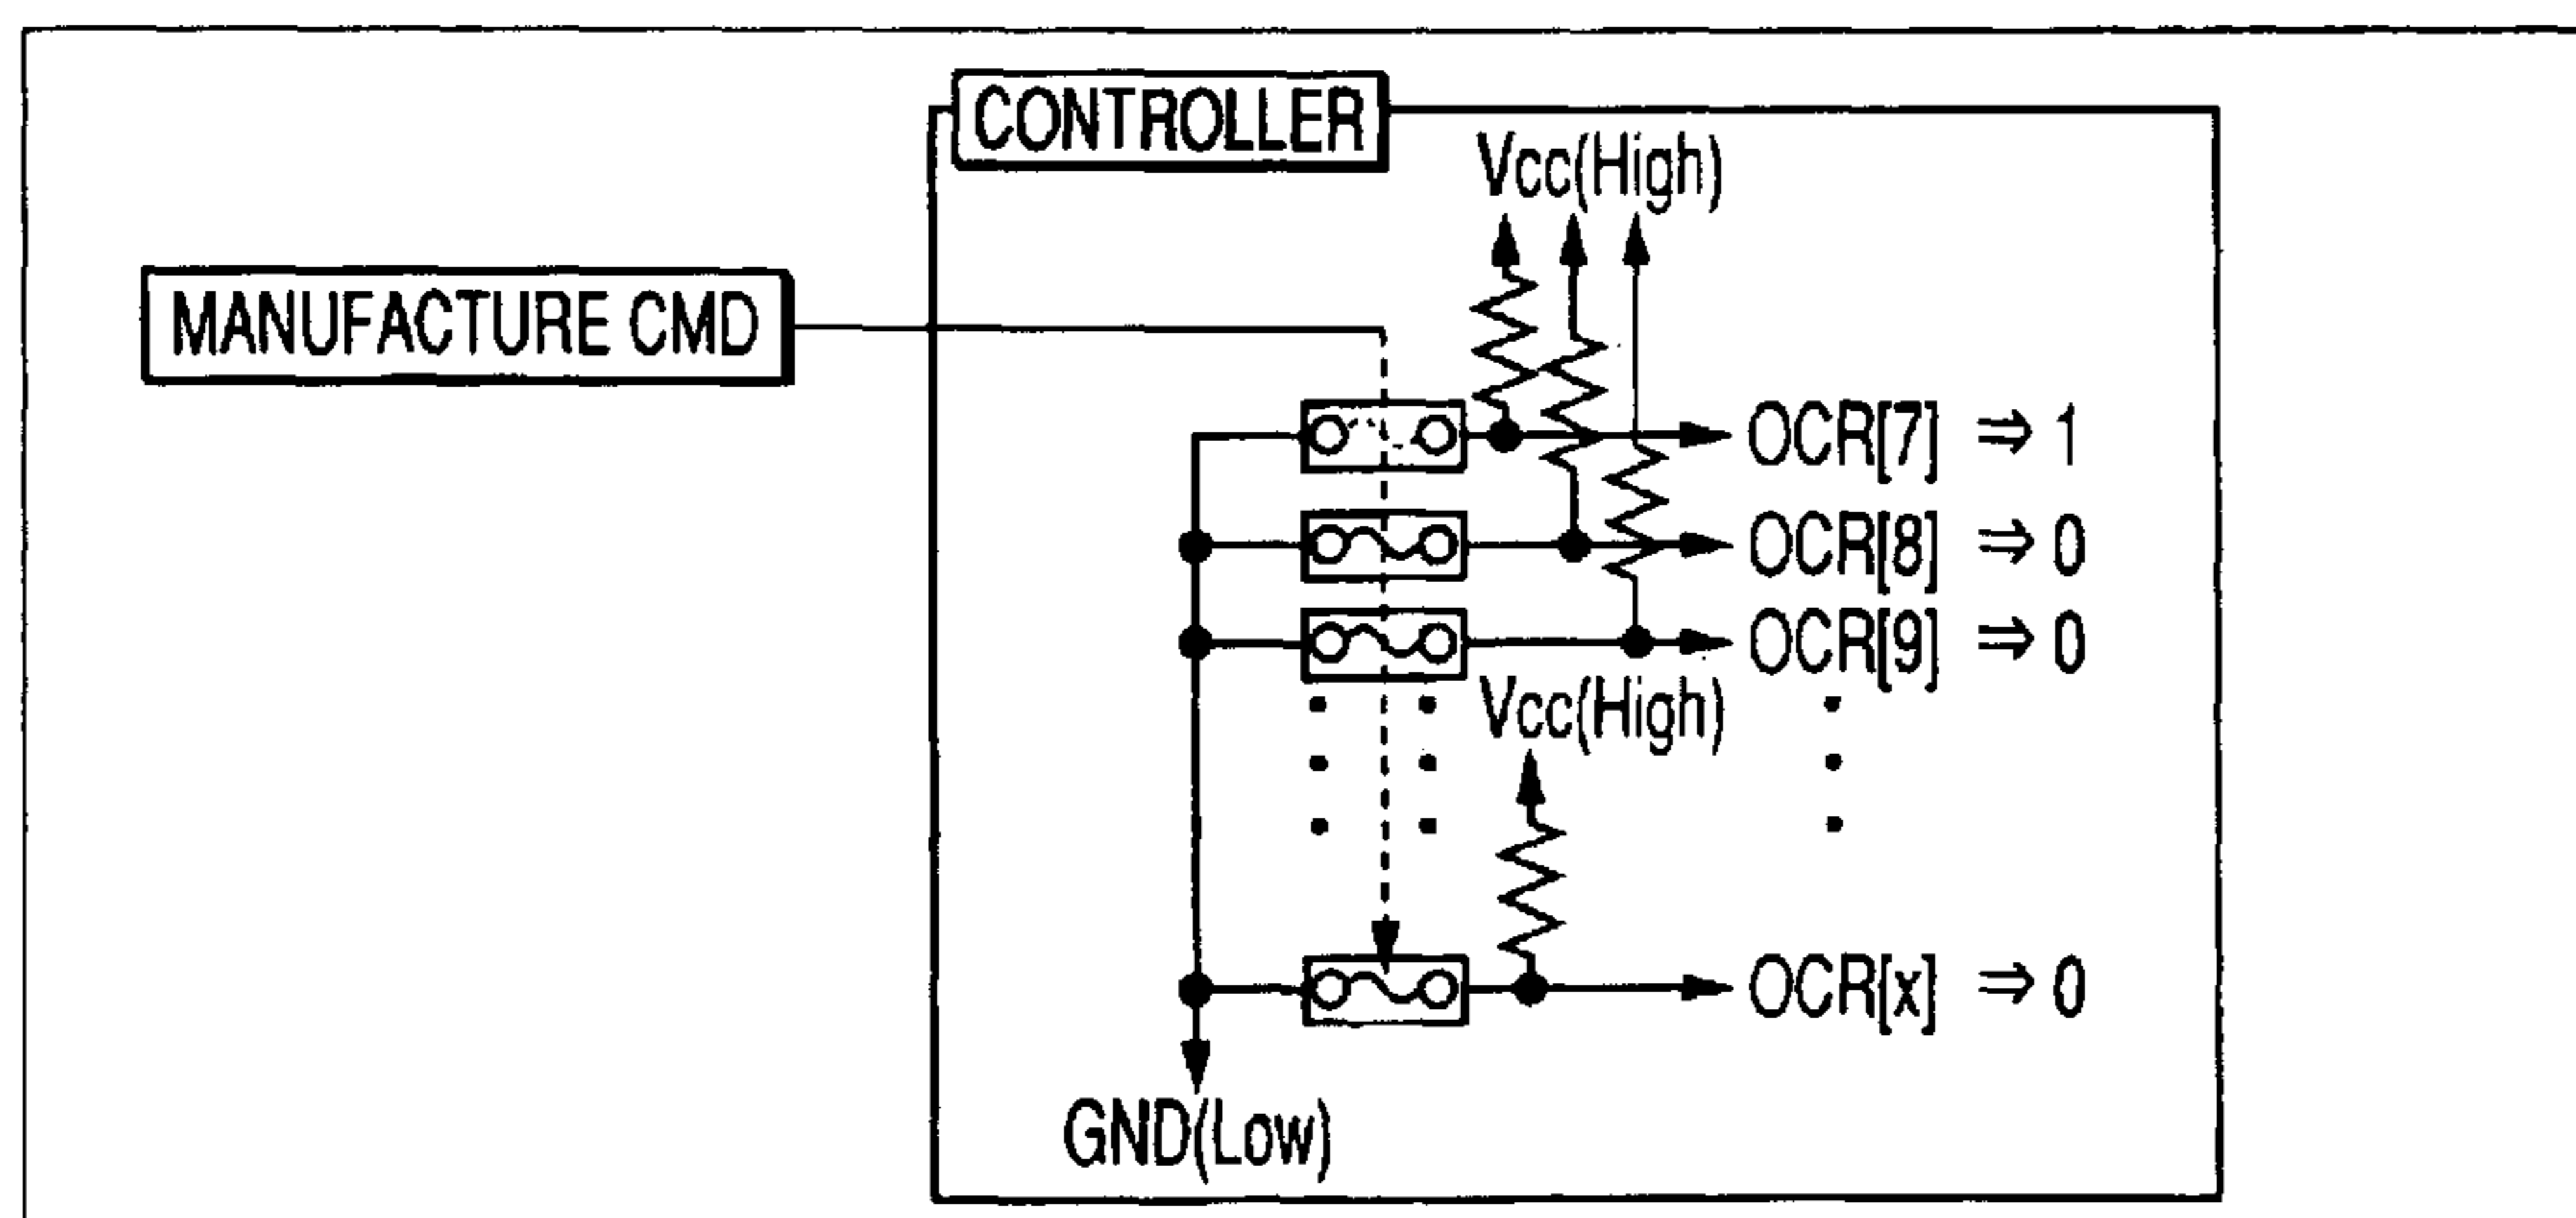 CONTROLLER
Vcc(High)
MANUFACTURE CMD
OCR[7] ⇒ 1
OCR[8] ⇒ 0
OCR[9] ⇒ 0
Vcc(High)
OCR[x] ⇒ 0
GND(Low)